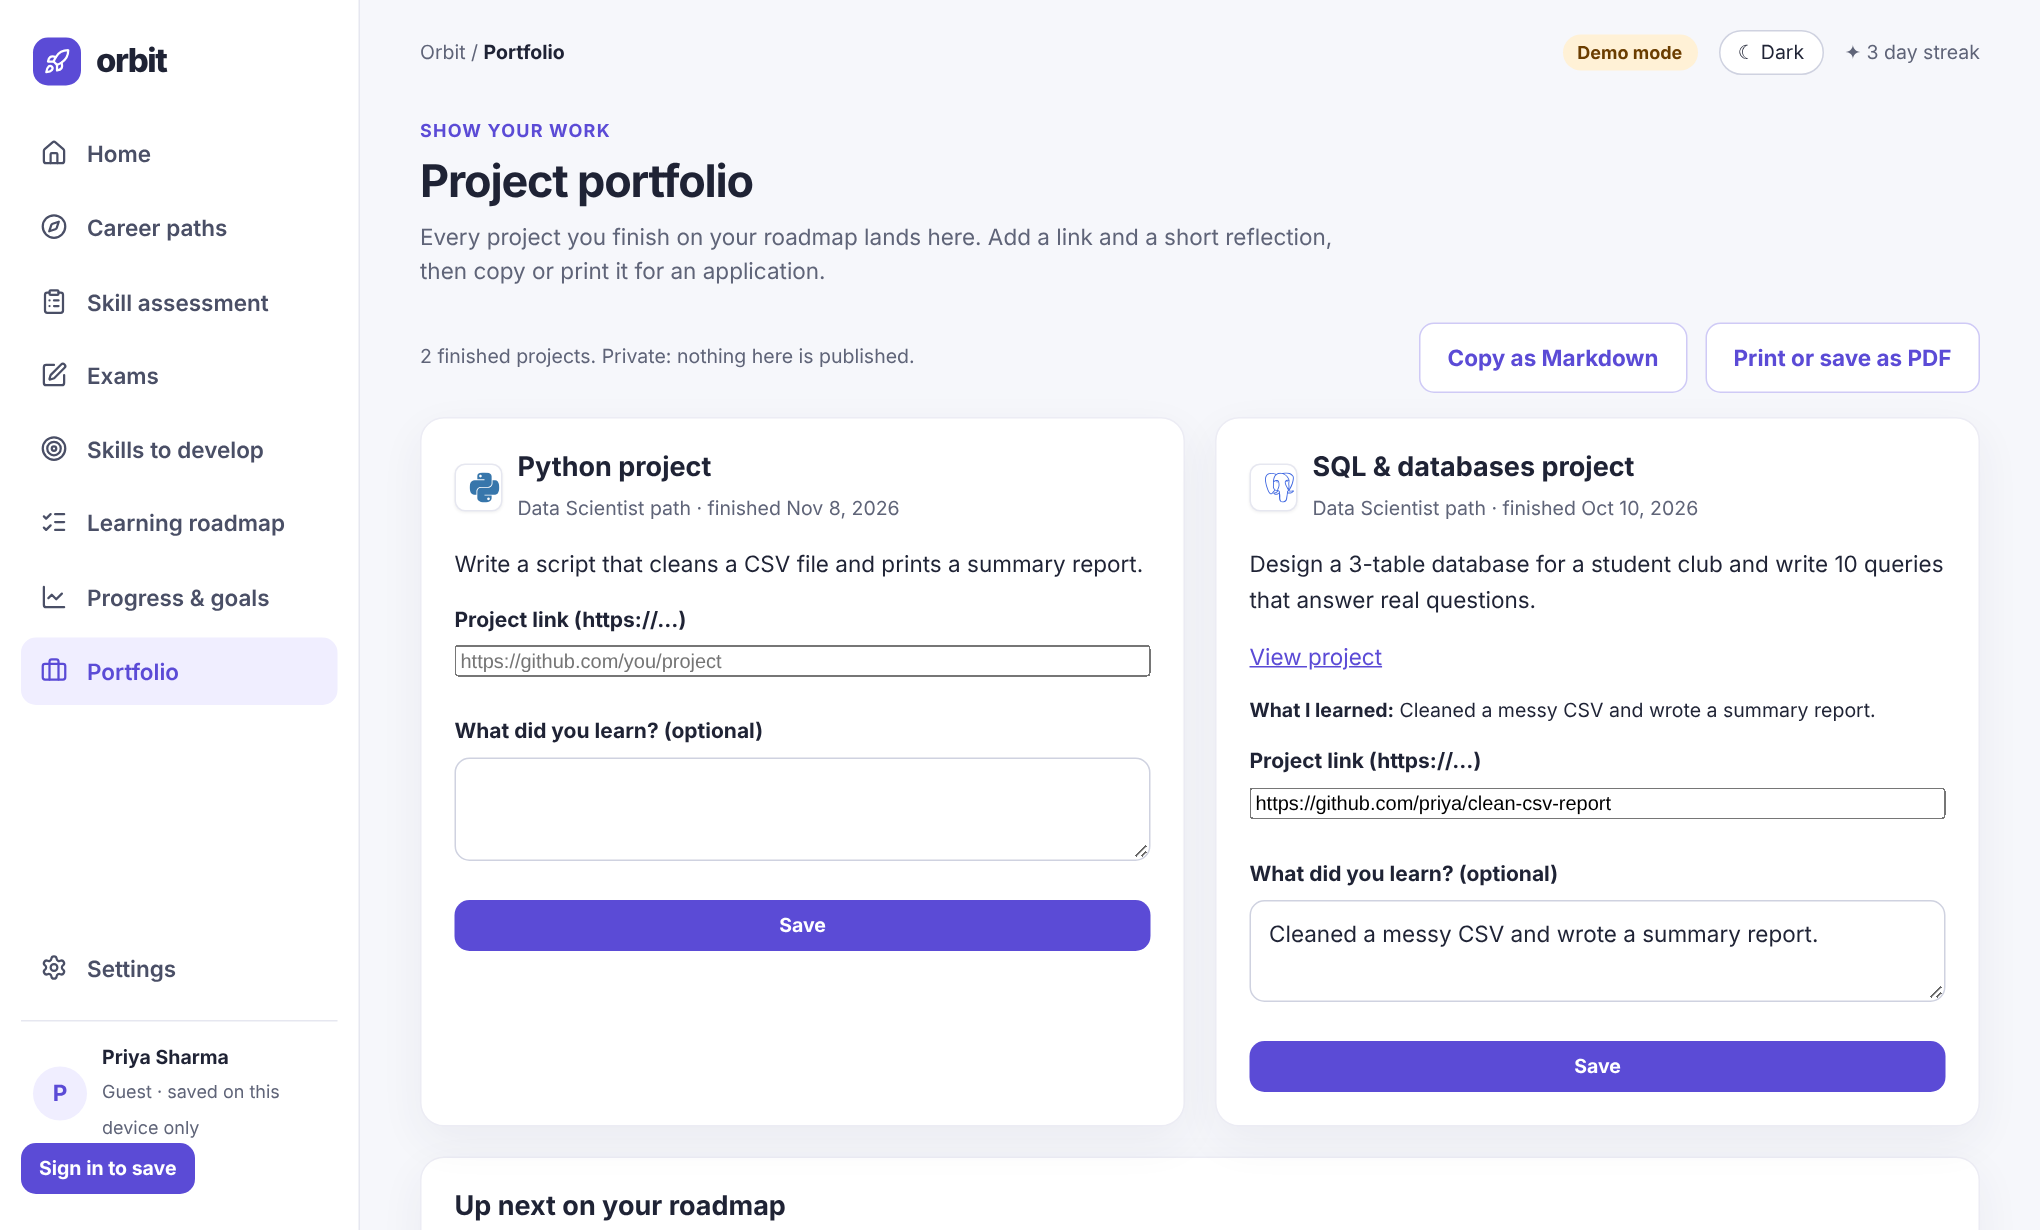 orbit
Home
Career paths
Skill assessment
Exams
Skills to develop
Learning roadmap
Progress & goals
Portfolio
Settings
Priya Sharma
P
Guest · saved on this
device only
Sign in to save
Orbit / Portfolio
Demo mode
☾ Dark
✦ 3 day streak
SHOW YOUR WORK
Project portfolio
Every project you finish on your roadmap lands here. Add a link and a short reflection,
then copy or print it for an application.
2 finished projects. Private: nothing here is published.
Copy as Markdown
Print or save as PDF
Python project
Data Scientist path · finished Nov 8, 2026
Write a script that cleans a CSV file and prints a summary report.
Project link (https://...)
https://github.com/you/project
What did you learn? (optional)
Save
SQL & databases project
Data Scientist path · finished Oct 10, 2026
Design a 3-table database for a student club and write 10 queries
that answer real questions.
View project
What I learned: Cleaned a messy CSV and wrote a summary report.
Project link (https://...)
https://github.com/priya/clean-csv-report
What did you learn? (optional)
Cleaned a messy CSV and wrote a summary report.
Save
Up next on your roadmap